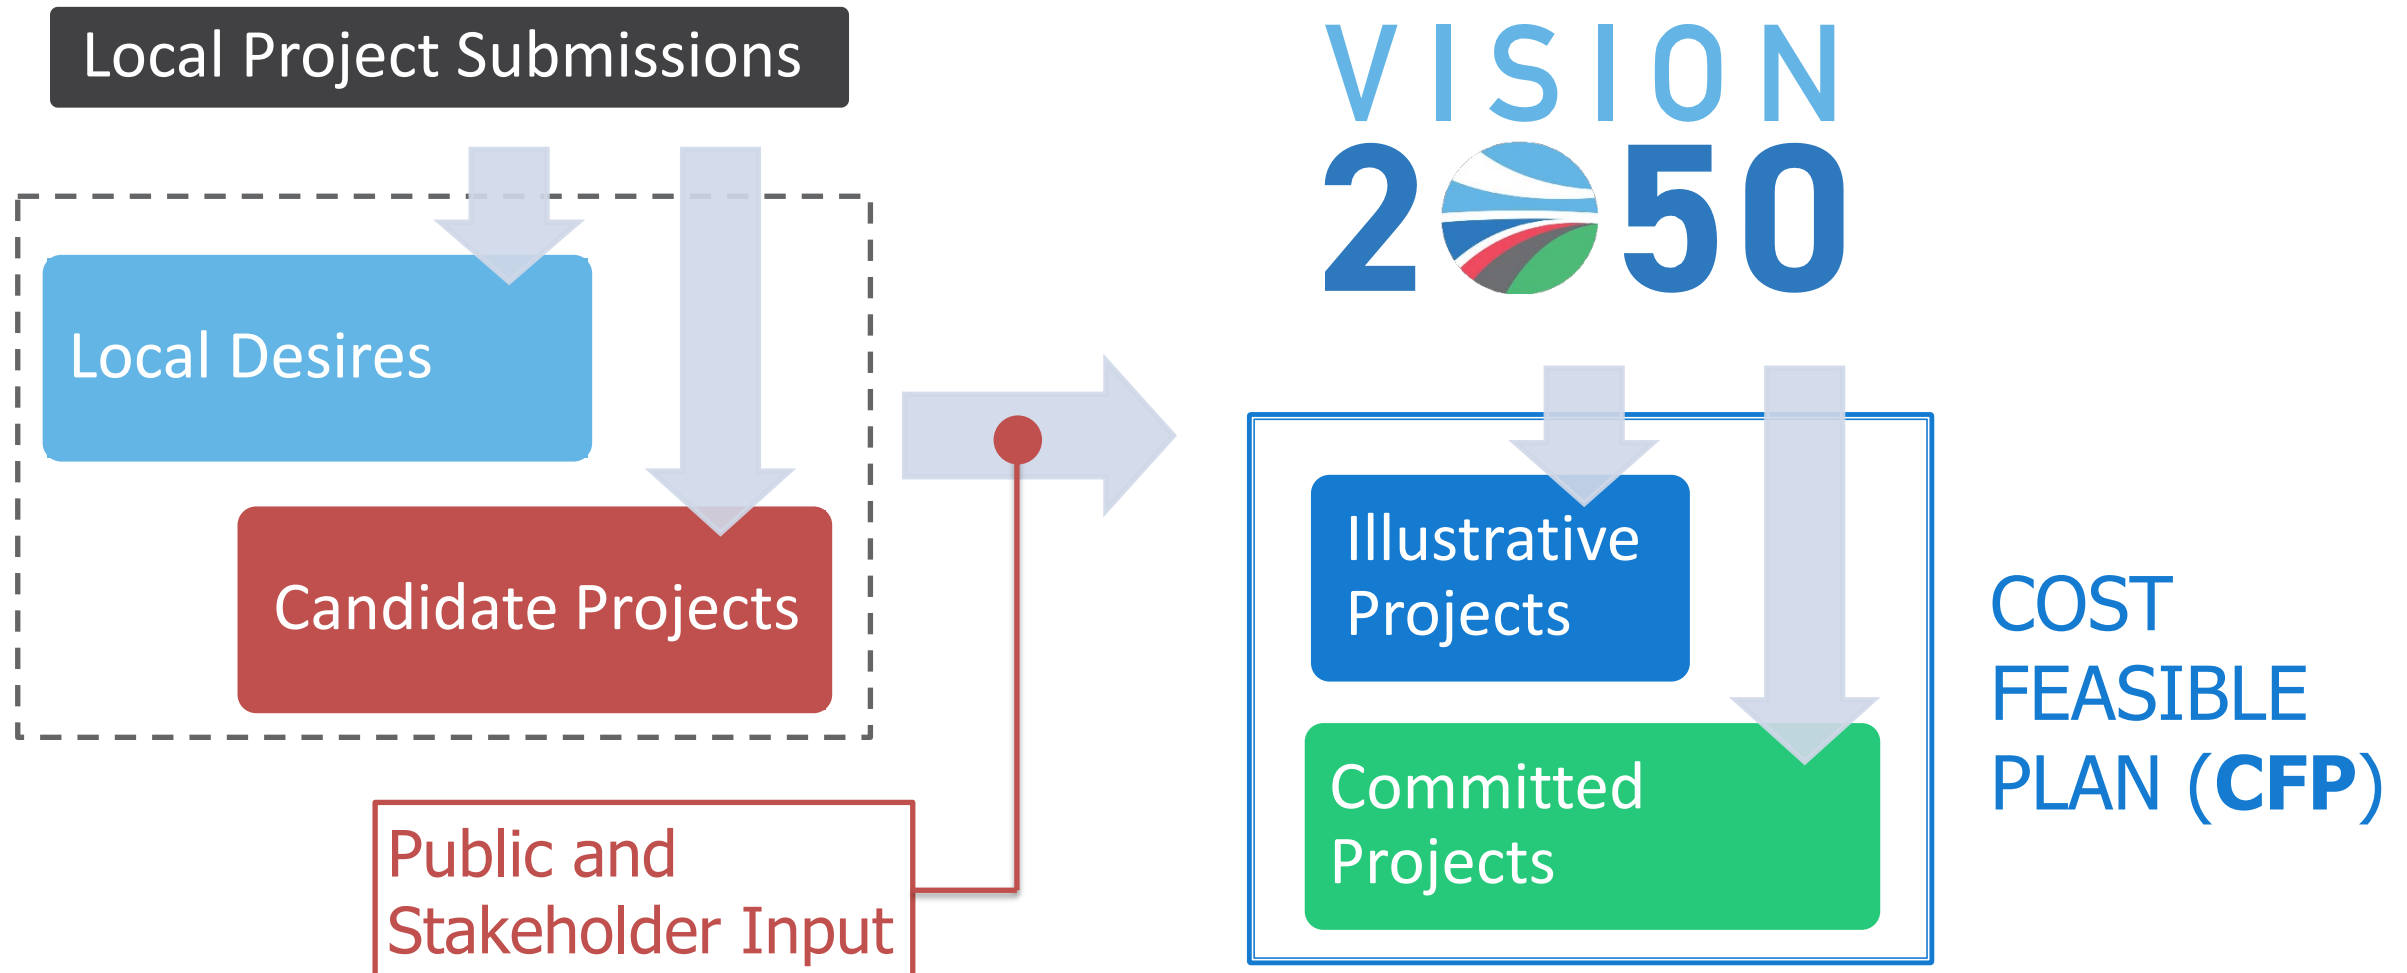 Local Project Submissions
Local Desires
Candidate Projects
Public and
Stakeholder Input
VISION
2050
Illustrative
Projects
Committed
Projects
COST
FEASIBLE
PLAN (CFP)